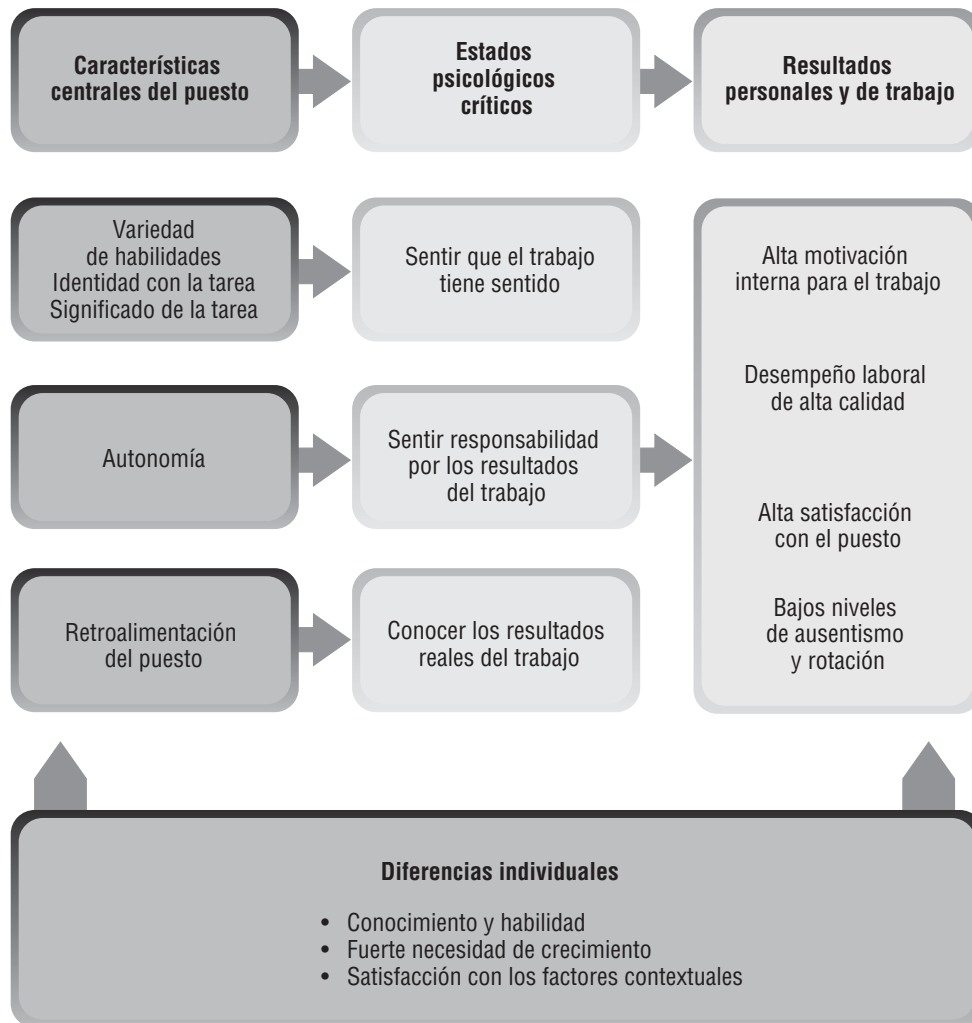 Características
centrales del puesto
Estados
psicológicos
críticos
Resultados
personales y de trabajo
Variedad
de habilidades
Identidad con la tarea
Significado de la tarea
Sentir que el trabajo
tiene sentido
Autonomía
Sentir responsabilidad
por los resultados
del trabajo
Retroalimentación
del puesto
Conocer los resultados
reales del trabajo
Alta motivación
interna para el trabajo
Desempeño laboral
de alta calidad
Alta satisfacción
con el puesto
Bajos niveles
de ausentismo
y rotación
Diferencias individuales
• Conocimiento y habilidad
• Fuerte necesidad de crecimiento
• Satisfacción con los factores contextuales